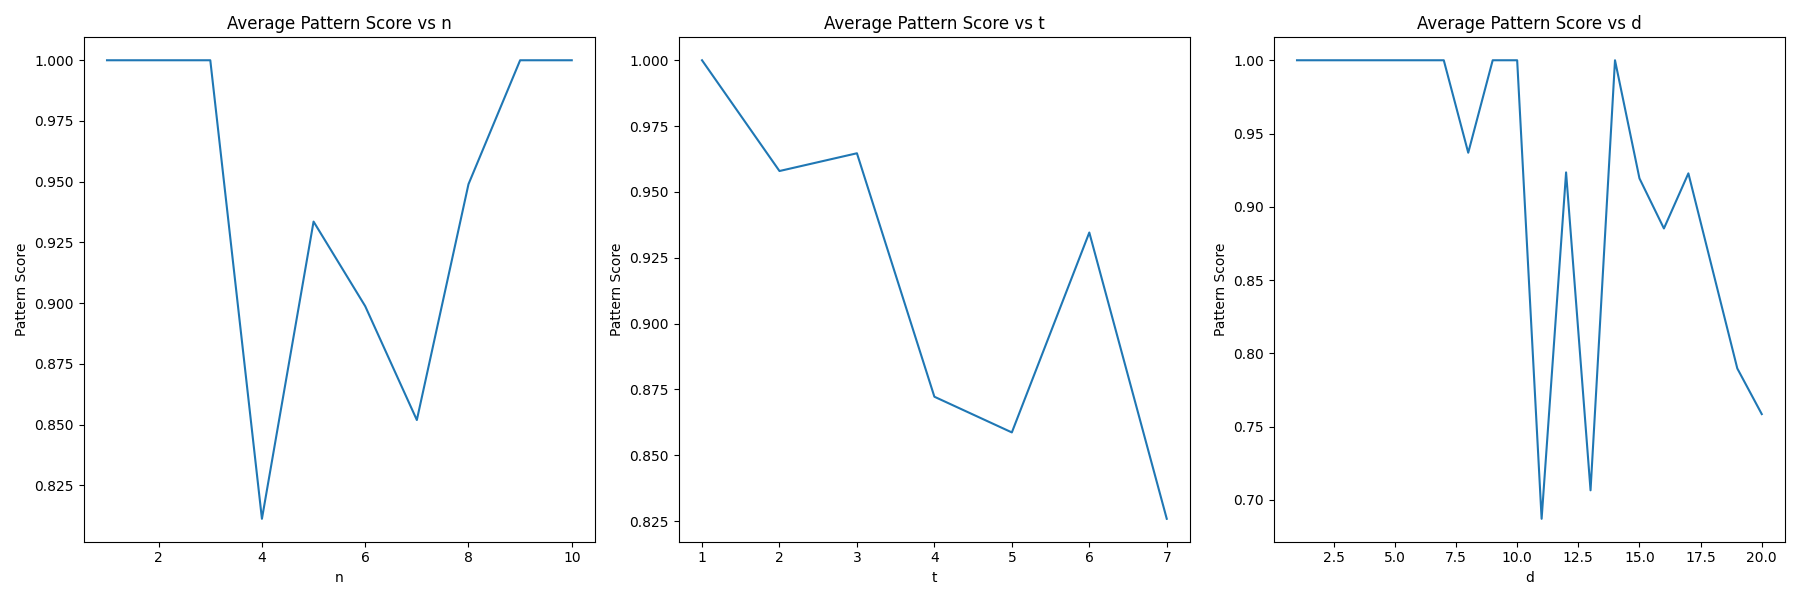 Average Pattern Score vs n
1.000
0.975
0.950
0.925
0.900
0.875
0.850
0.825
Pattern Score
2 4 6 8 10
n
Average Pattern Score vs t
1.000
0.975
0.950
0.925
0.900
0.875
0.850
0.825
Pattern Score
1 2 3 4 5 6 7
t
Average Pattern Score vs d
1.00
0.95
0.90
0.85
0.80
0.75
0.70
Pattern Score
2.5 5.0 7.5 10.0 12.5 15.0 17.5 20.0
d